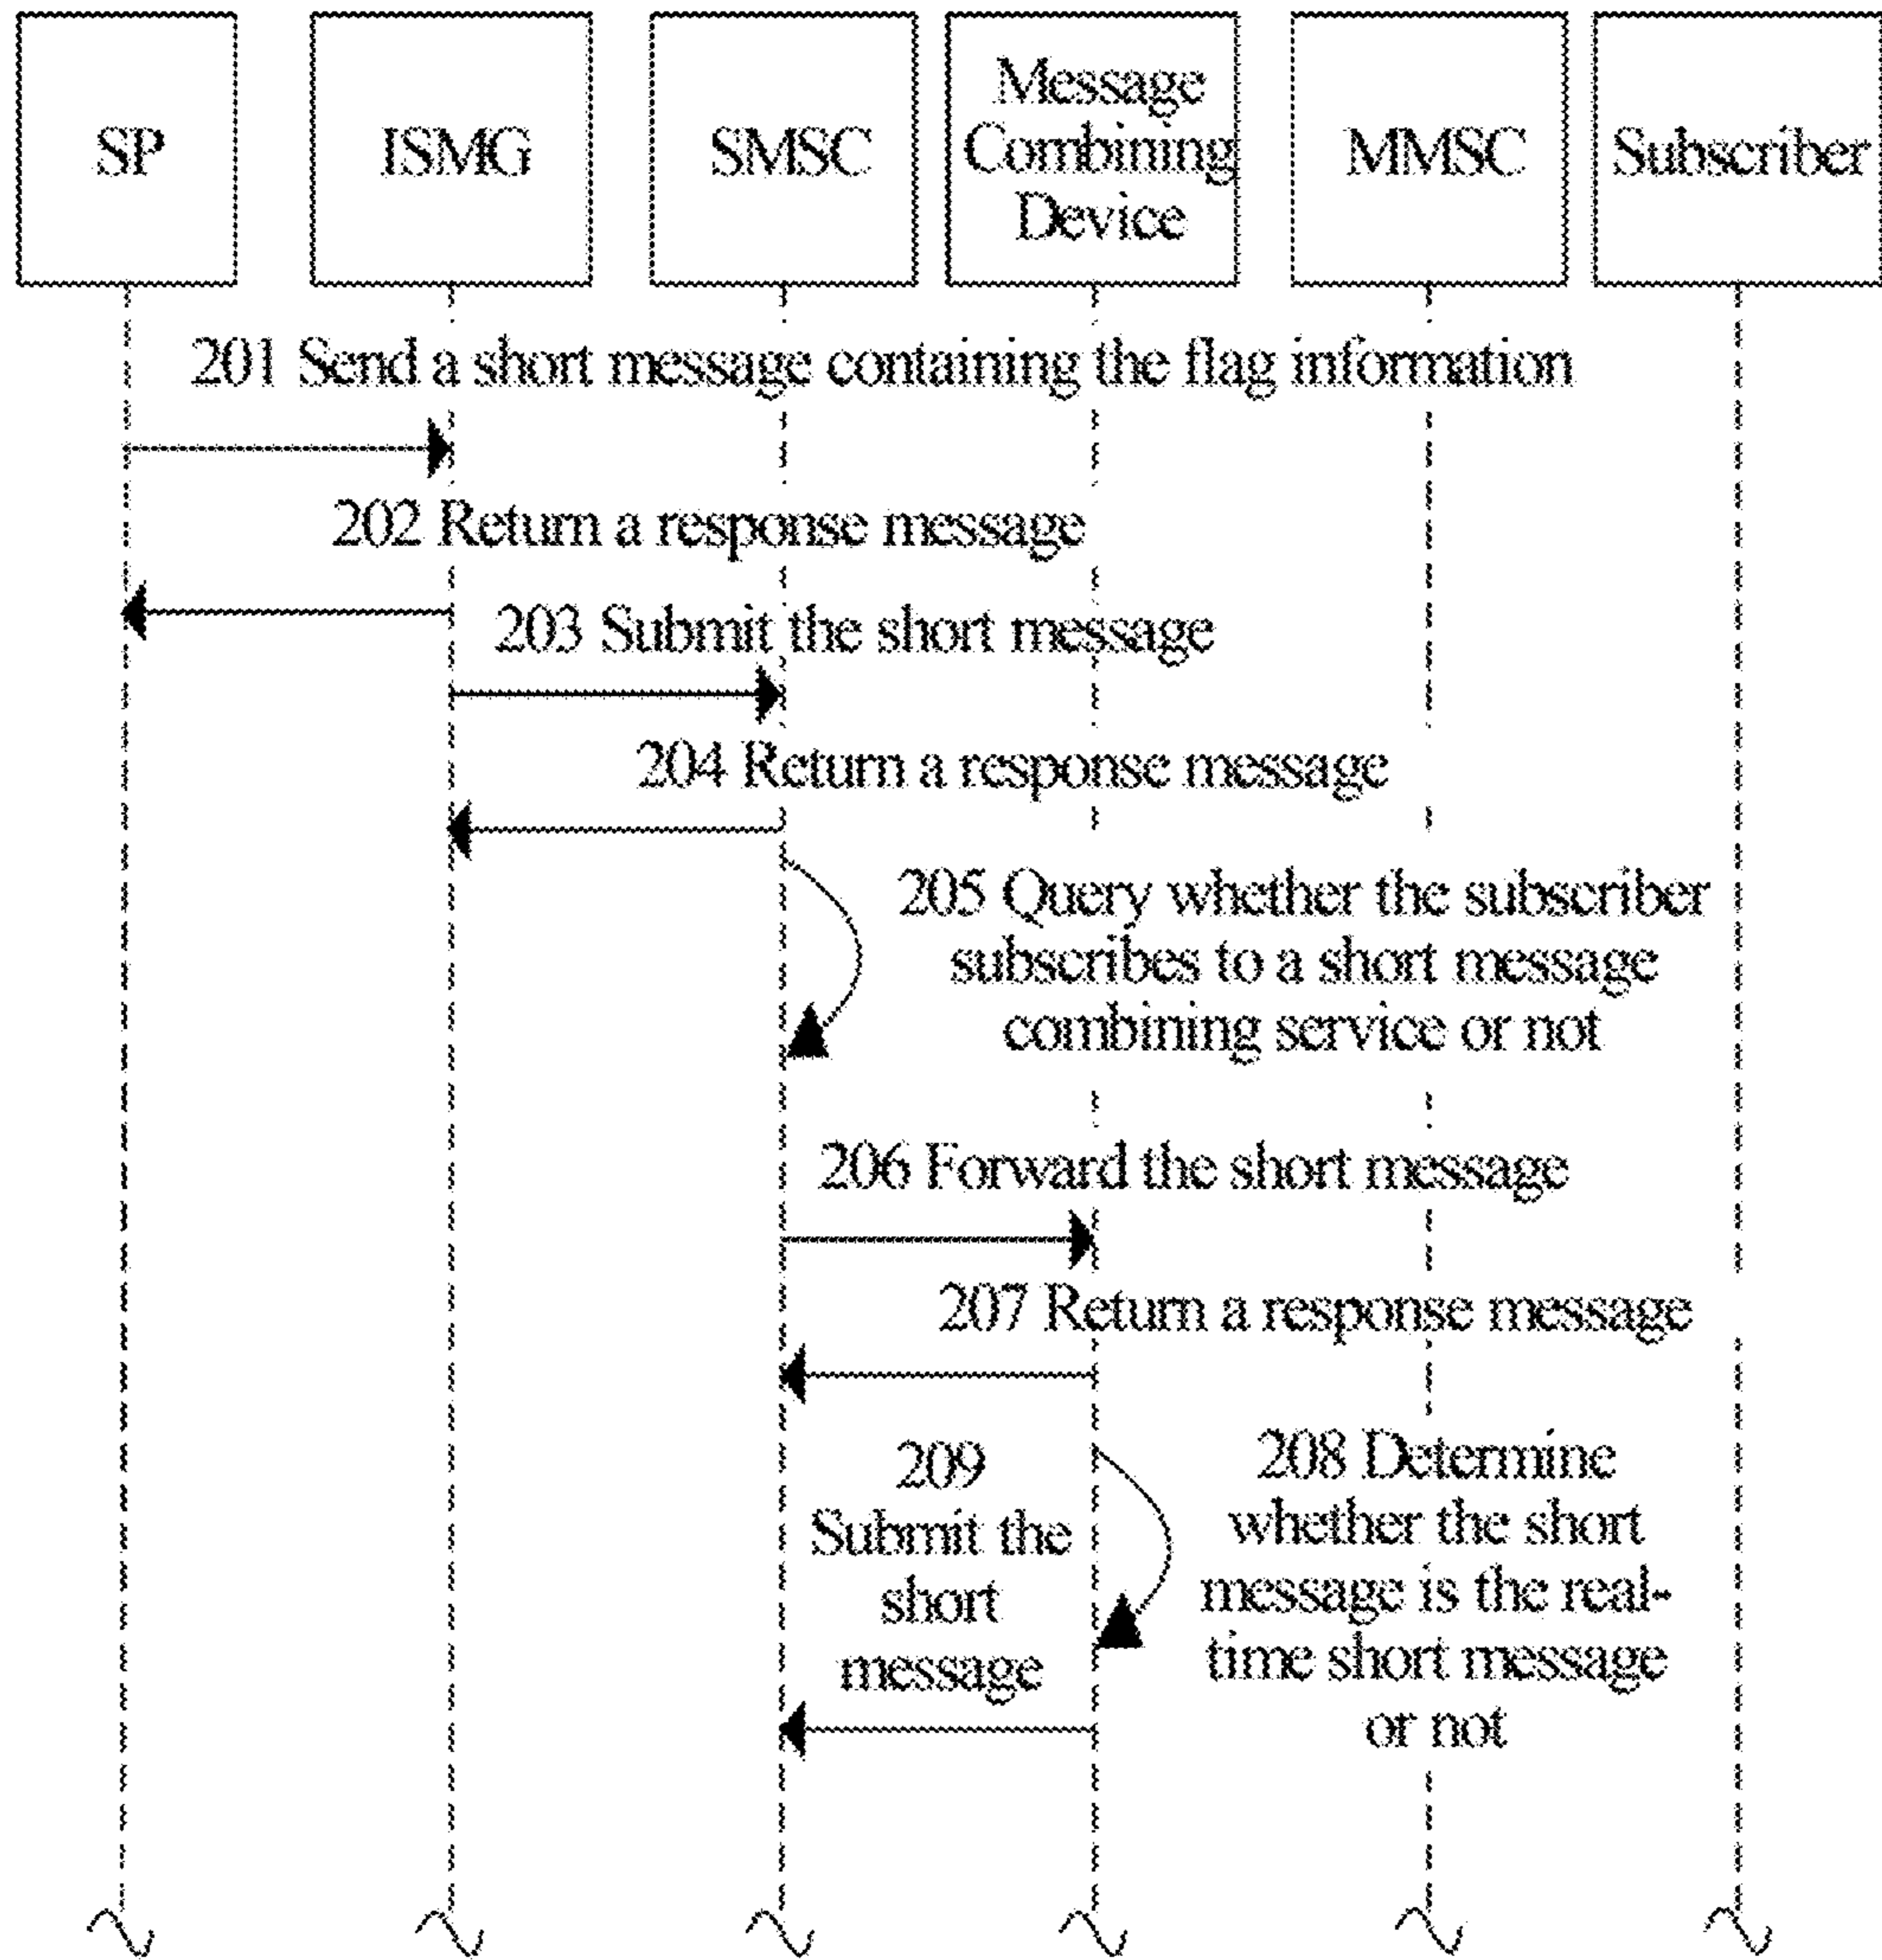 SP
ISMG
SMSC
Message
Combining
Device
MMSC
Subscriber
201 Send a short message containing the flag information
202 Return a response message
203 Submit the short message
204 Return a response message
205 Query whether the subscriber
subscribes to a short message
combining service or not
206 Forward the short message
207 Return a response message
209
Submit the
short
message
208 Determine
whether the short
message is the real-
time short message
or not